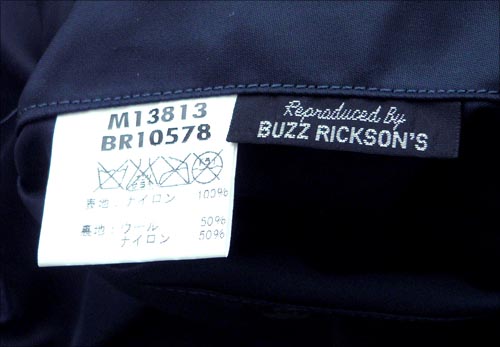 M13813
BR10578
表地：ナイロン 100%
裏地：ウール 50%
ナイロン 50%
Reproduced By
BUZZ RICKSON'S